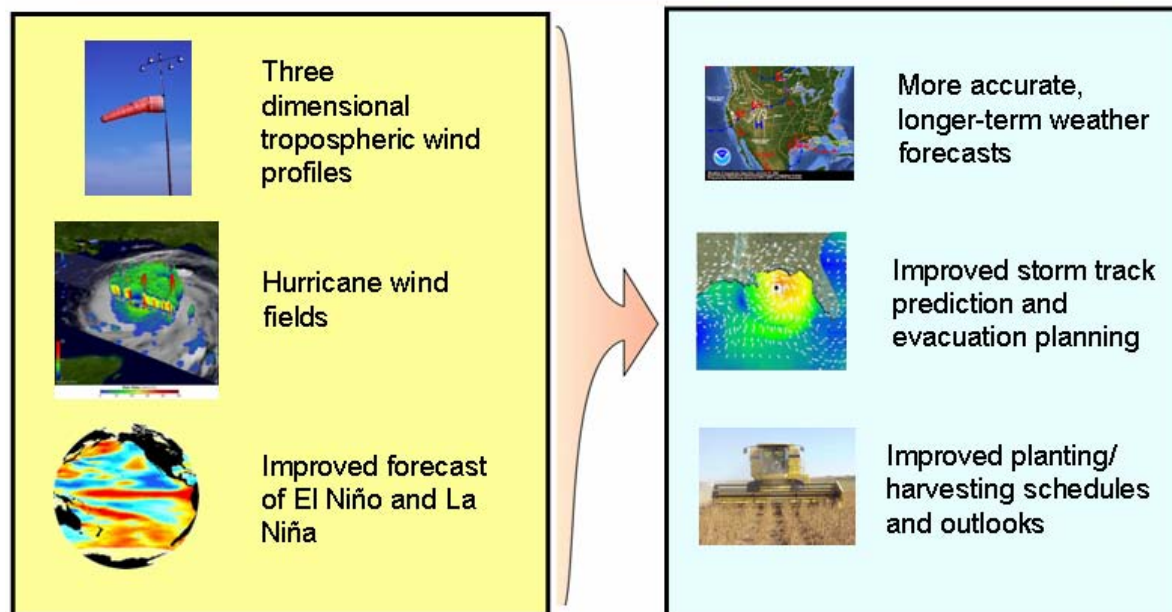 Three
dimensional
tropospheric wind
profiles
Hurricane wind
fields
Improved forecast
of El Niño and La
Niña
More accurate,
longer-term weather
forecasts
Improved storm track
prediction and
evacuation planning
Improved planting/
harvesting schedules
and outlooks